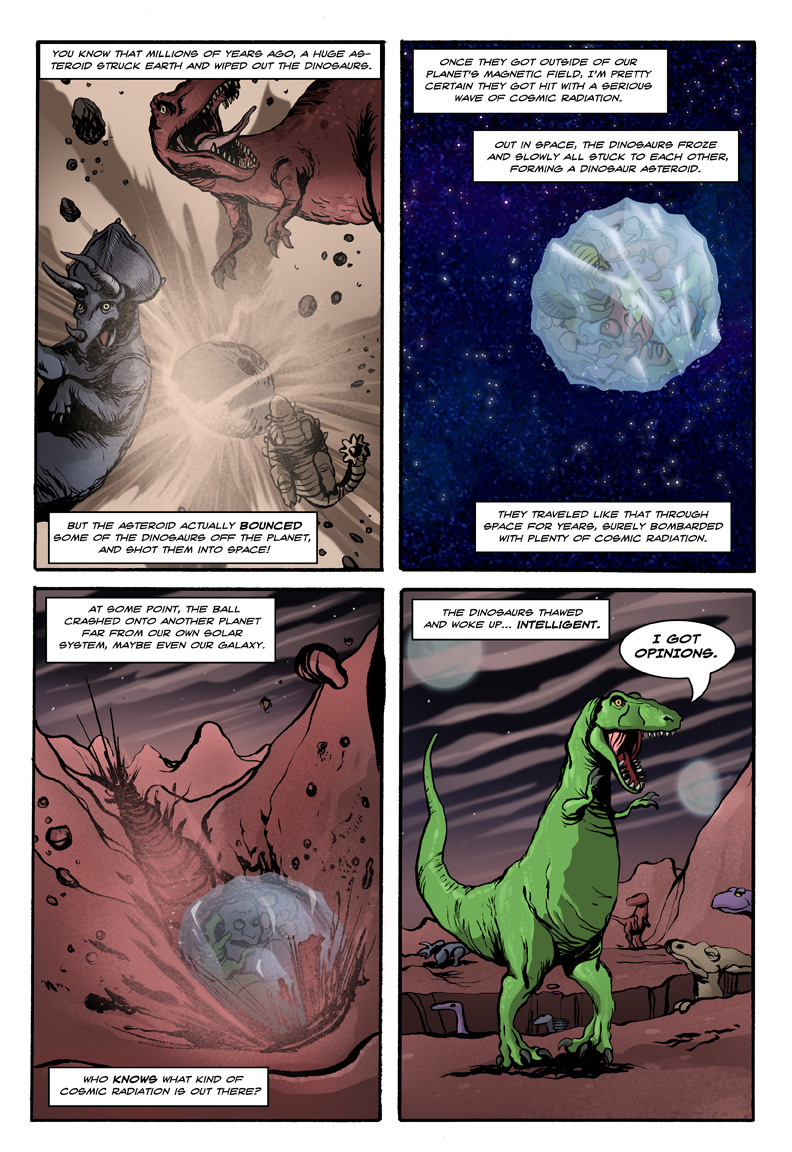 YOU KNOW THAT MILLIONS OF YEARS AGO, A HUGE AS-
TEROID STRUCK EARTH AND WIPED OUT THE DINOSAURS.
BUT THE ASTEROID ACTUALLY BOUNCED
SOME OF THE DINOSAURS OFF THE PLANET,
AND SHOT THEM INTO SPACE!
ONCE THEY GOT OUTSIDE OF OUR
PLANET'S MAGNETIC FIELD, I'M PRETTY
CERTAIN THEY GOT HIT WITH A SERIOUS
WAVE OF COSMIC RADIATION.
OUT IN SPACE, THE DINOSAURS FROZE
AND SLOWLY ALL STUCK TO EACH OTHER,
FORMING A DINOSAUR ASTEROID.
THEY TRAVELED LIKE THAT THROUGH
SPACE FOR YEARS, SURELY BOMBARDED
WITH PLENTY OF COSMIC RADIATION.
AT SOME POINT, THE BALL
CRASHED ONTO ANOTHER PLANET
FAR FROM OUR OWN SOLAR
SYSTEM, MAYBE EVEN OUR GALAXY.
WHO KNOWS WHAT KIND OF
COSMIC RADIATION IS OUT THERE?
THE DINOSAURS THAWED
AND WOKE UP... INTELLIGENT.
I GOT
OPINIONS.